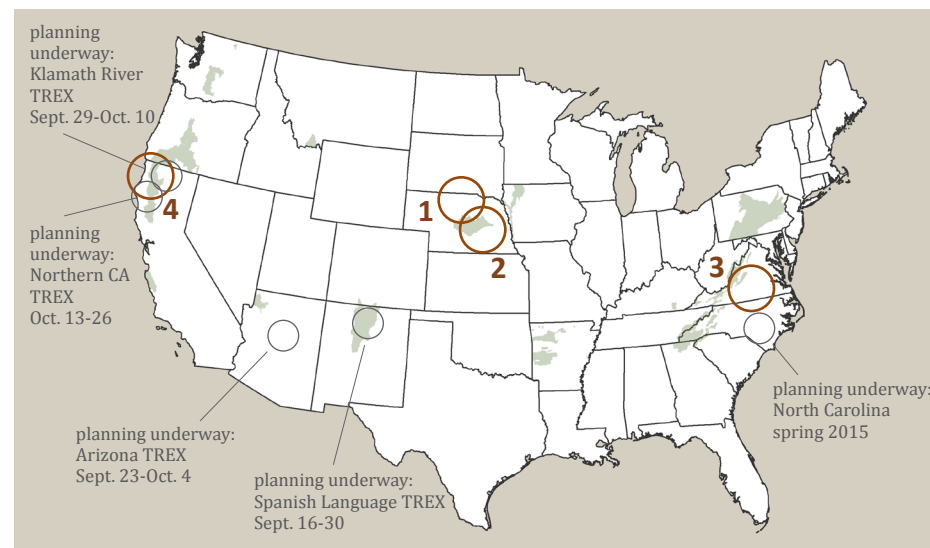 planning
underway:
Klamath River
TREX
Sept. 29-Oct. 10
4
planning
underway:
Northern CA
TREX
Oct. 13-26
1
2
3
planning underway:
North Carolina
spring 2015
planning underway:
Arizona TREX
Sept. 23-Oct. 4
planning underway:
Spanish Language TREX
Sept. 16-30